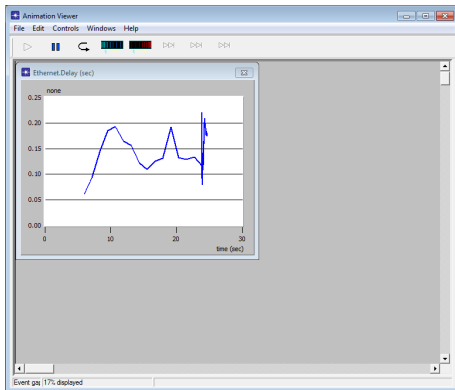 Animation Viewer
File Edit Controls Windows Help
Ethernet.Delay (sec)
none
0.25
0.20
0.15
0.10
0.05
0.00
0 10 20 30
time (sec)
Event gap 17% displayed